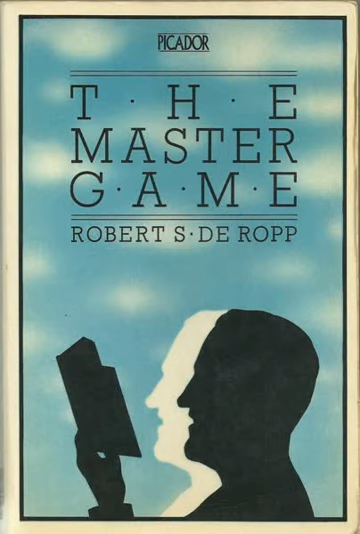 PICADOR
T·H·E
MASTER
G·A·M·E
ROBERT S·DE ROPP